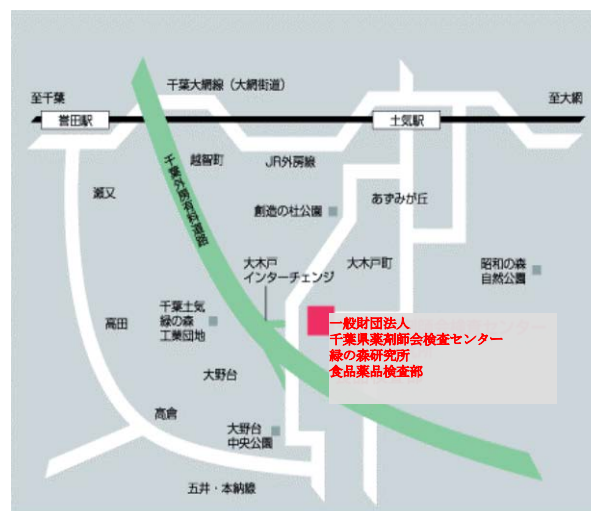 千葉大網線（大網街道）
至千葉
至大網
誉田駅
土気駅
越智町
JR外房線
千葉外房有料道路
瀬又
あすみが丘
創造の杜公園
大木戸
インターチェンジ
大木戸町
昭和の森
自然公園
千葉土気
緑の森
工業団地
高田
一般財団法人
千葉県薬剤師会検査センター
緑の森研究所
食品薬品検査部
大野台
高倉
大野台
中央公園
五井・本納線